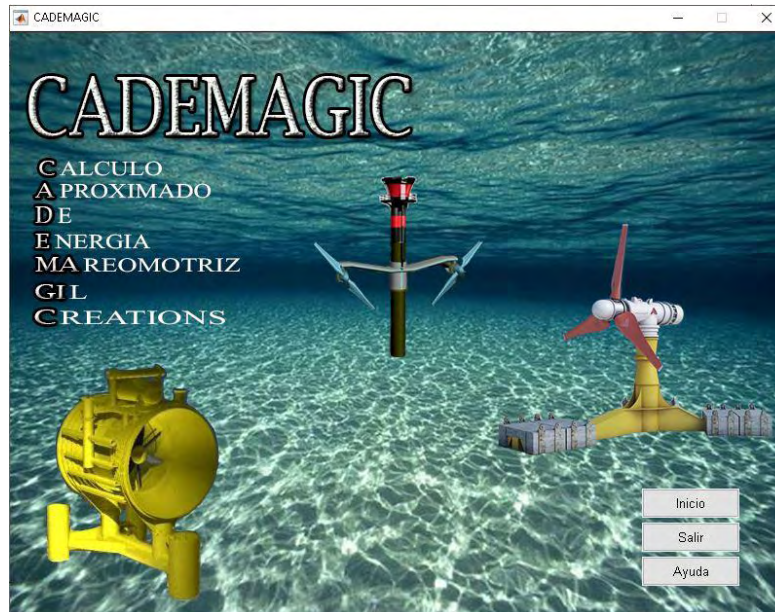 CADEMAGIC
CADEMAGIC
CALCULO
APROXIMADO
DE
ENERGIA
MAREOMOTRIZ
GIL
CREATIONS
Inicio
Salir
Ayuda